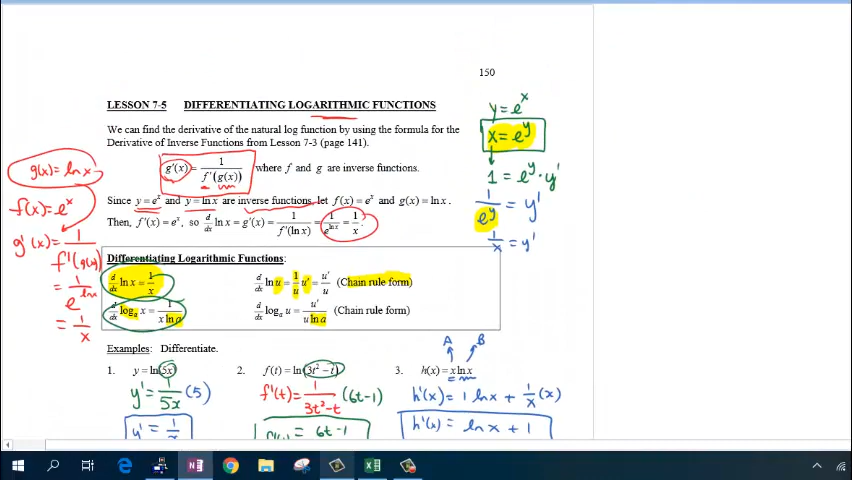 150
LESSON 7-5 DIFFERENTIATING LOGARITHMIC FUNCTIONS
We can find the derivative of the natural log function by using the formula for the
Derivative of Inverse Functions from Lesson 7-3 (page 141).
g'(x) = 1 / f'(g(x)) where f and g are inverse functions.
Since y = e^x and y = ln x are inverse functions, let f(x) = e^x and g(x) = ln x.
Then, f'(x) = e^x, so d/dx ln x = g'(x) = 1 / f'(ln x) = 1 / e^(ln x) = 1/x.
g(x) = ln x
f(x) = e^x
g'(x) = 1 / f'(g(x))
= 1 / e^(ln x)
= 1/x
y = e^x
x = e^y
1 = e^y · y'
1 / e^y = y'
1/x = y'
Differentiating Logarithmic Functions:
d/dx ln x = 1/x d/dx ln u = 1/u u' = u'/u (Chain rule form)
d/dx log_a x = 1 / (x ln a) d/dx log_a u = u' / (u ln a) (Chain rule form)
Examples: Differentiate.
A B
1. y = ln(5x) 2. f(t) = ln(3t² − t) 3. h(x) = x ln x
y' = 1/5x (5) f'(t) = 1 / (3t² − t) (6t − 1) h'(x) = 1 ln x + 1/x (x)
y' = 1/x = 6t − 1 h'(x) = ln x + 1